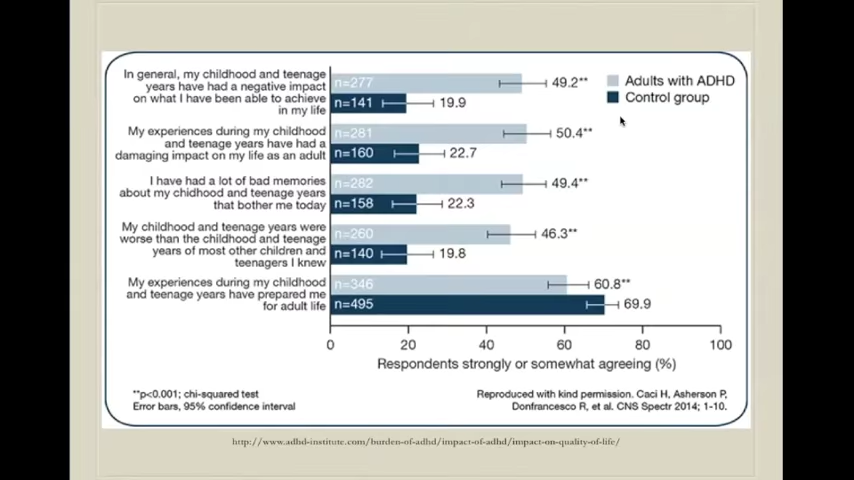 In general, my childhood and teenage
years have had a negative impact
on what I have been able to achieve
in my life
n=277
49.2**
n=141
19.9
Adults with ADHD
Control group
My experiences during my childhood
and teenage years have had a
damaging impact on my life as an adult
n=281
50.4**
n=160
22.7
I have had a lot of bad memories
about my chidhood and teenage years
that bother me today
n=282
49.4**
n=158
22.3
My childhood and teenage years were
worse than the childhood and teenage
years of most other children and
teenagers I knew
n=260
46.3**
n=140
19.8
My experiences during my childhood
and teenage years have prepared me
for adult life
n=346
60.8**
n=495
69.9
0 20 40 60 80 100
Respondents strongly or somewhat agreeing (%)
**p<0.001; chi-squared test
Error bars, 95% confidence interval
Reproduced with kind permission. Caci H, Asherson P,
Donfrancesco R, et al. CNS Spectr 2014; 1-10.
http://www.adhd-institute.com/burden-of-adhd/impact-of-adhd/impact-on-quality-of-life/